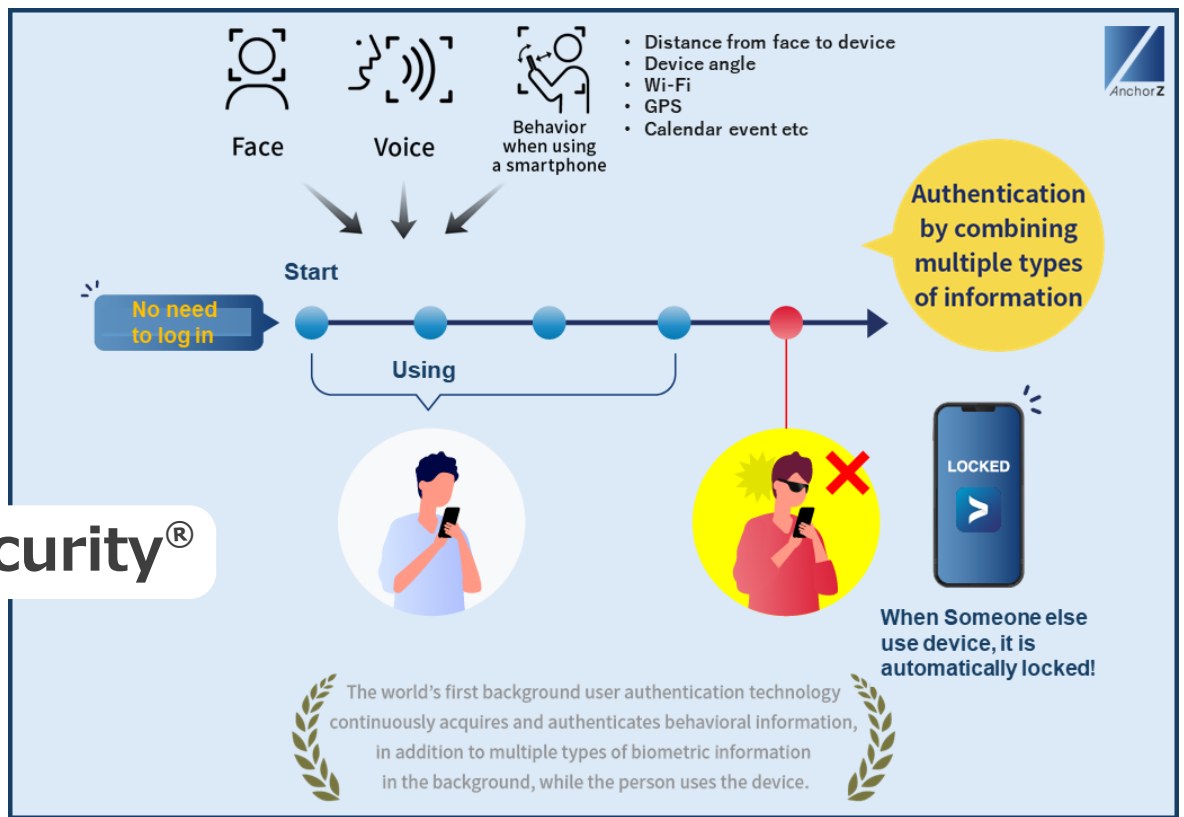 Face
Voice
Behavior
when using
a smartphone
• Distance from face to device
• Device angle
• Wi-Fi
• GPS
• Calendar event etc
AnchorZ
Authentication
by combining
multiple types
of information
Start
No need
to log in
Using
LOCKED
curity®
When Someone else
use device, it is
automatically locked!
The world's first background user authentication technology
continuously acquires and authenticates behavioral information,
in addition to multiple types of biometric information
in the background, while the person uses the device.